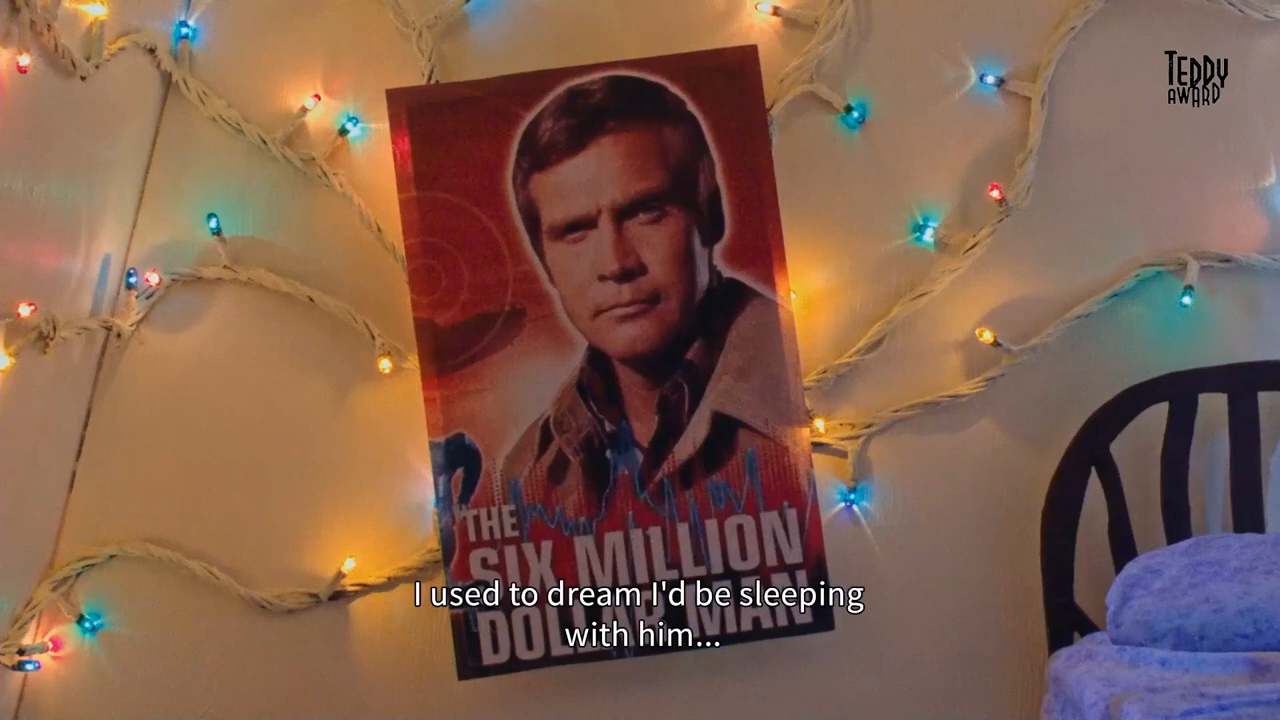 TEDDY
AWARD
THE
SIX MILLION
DOLLAR MAN
I used to dream I'd be sleeping
with him...